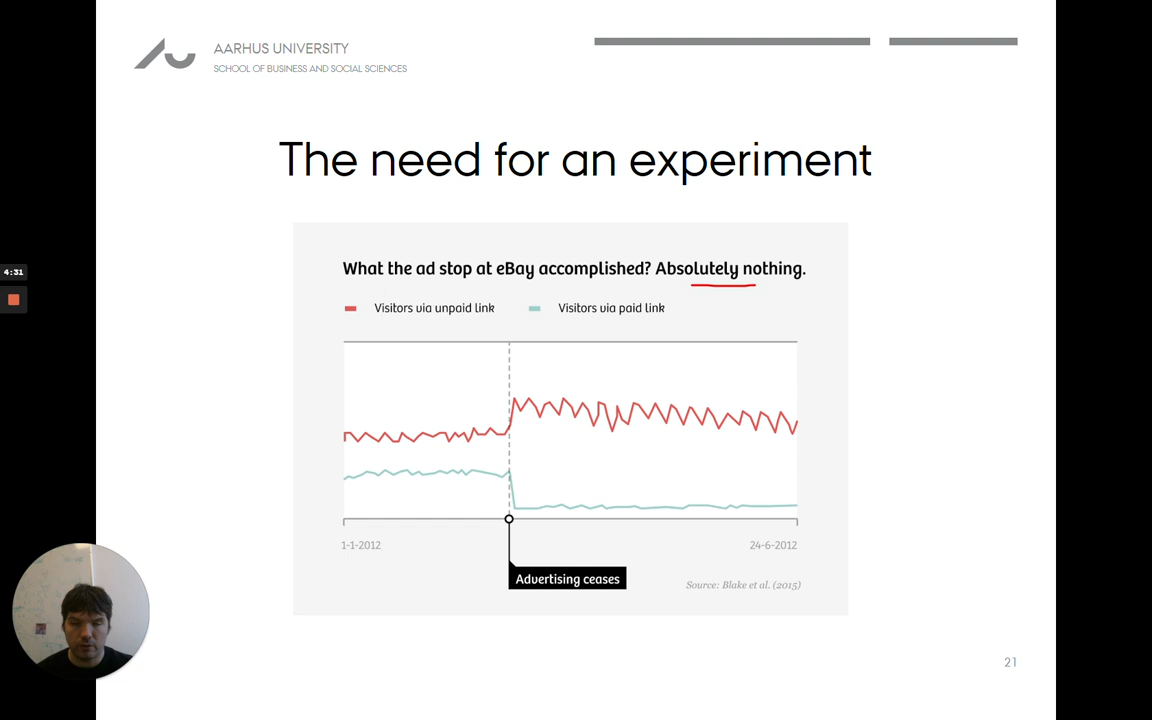 AARHUS UNIVERSITY
SCHOOL OF BUSINESS AND SOCIAL SCIENCES
The need for an experiment
What the ad stop at eBay accomplished? Absolutely nothing.
Visitors via unpaid link
Visitors via paid link
4:31
1-1-2012
24-6-2012
Advertising ceases
Source: Blake et al. (2015)
21